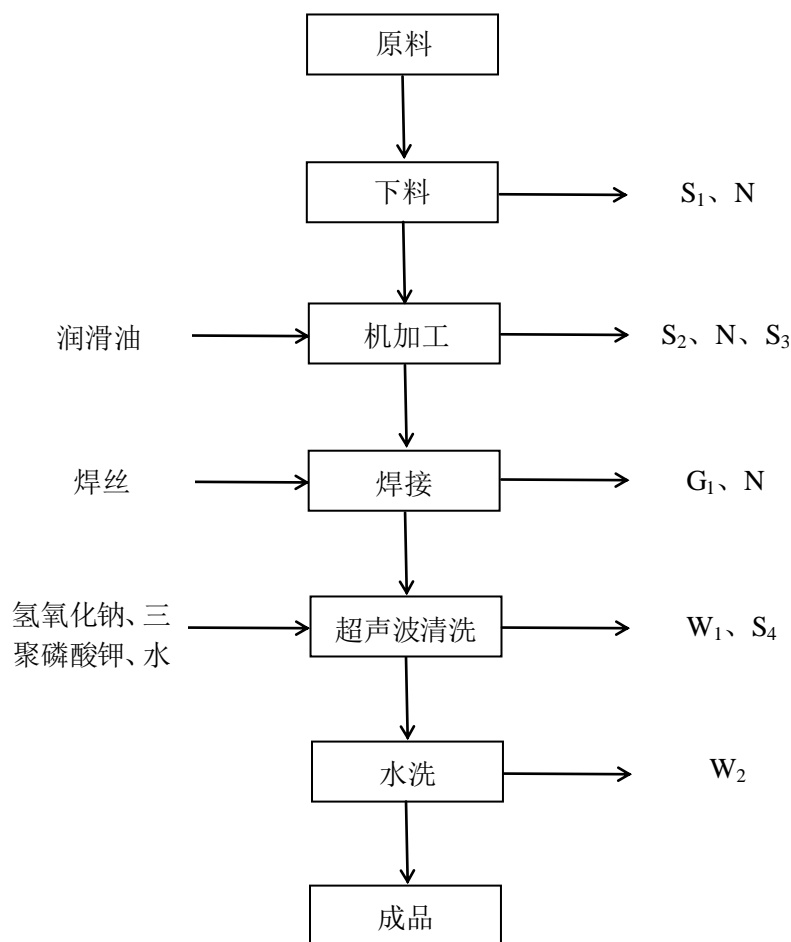 原料
下料
S₁、N
润滑油
机加工
S₂、N、S₃
焊丝
焊接
G₁、N
氢氧化钠、三
聚磷酸钾、水
超声波清洗
W₁、S₄
水洗
W₂
成品